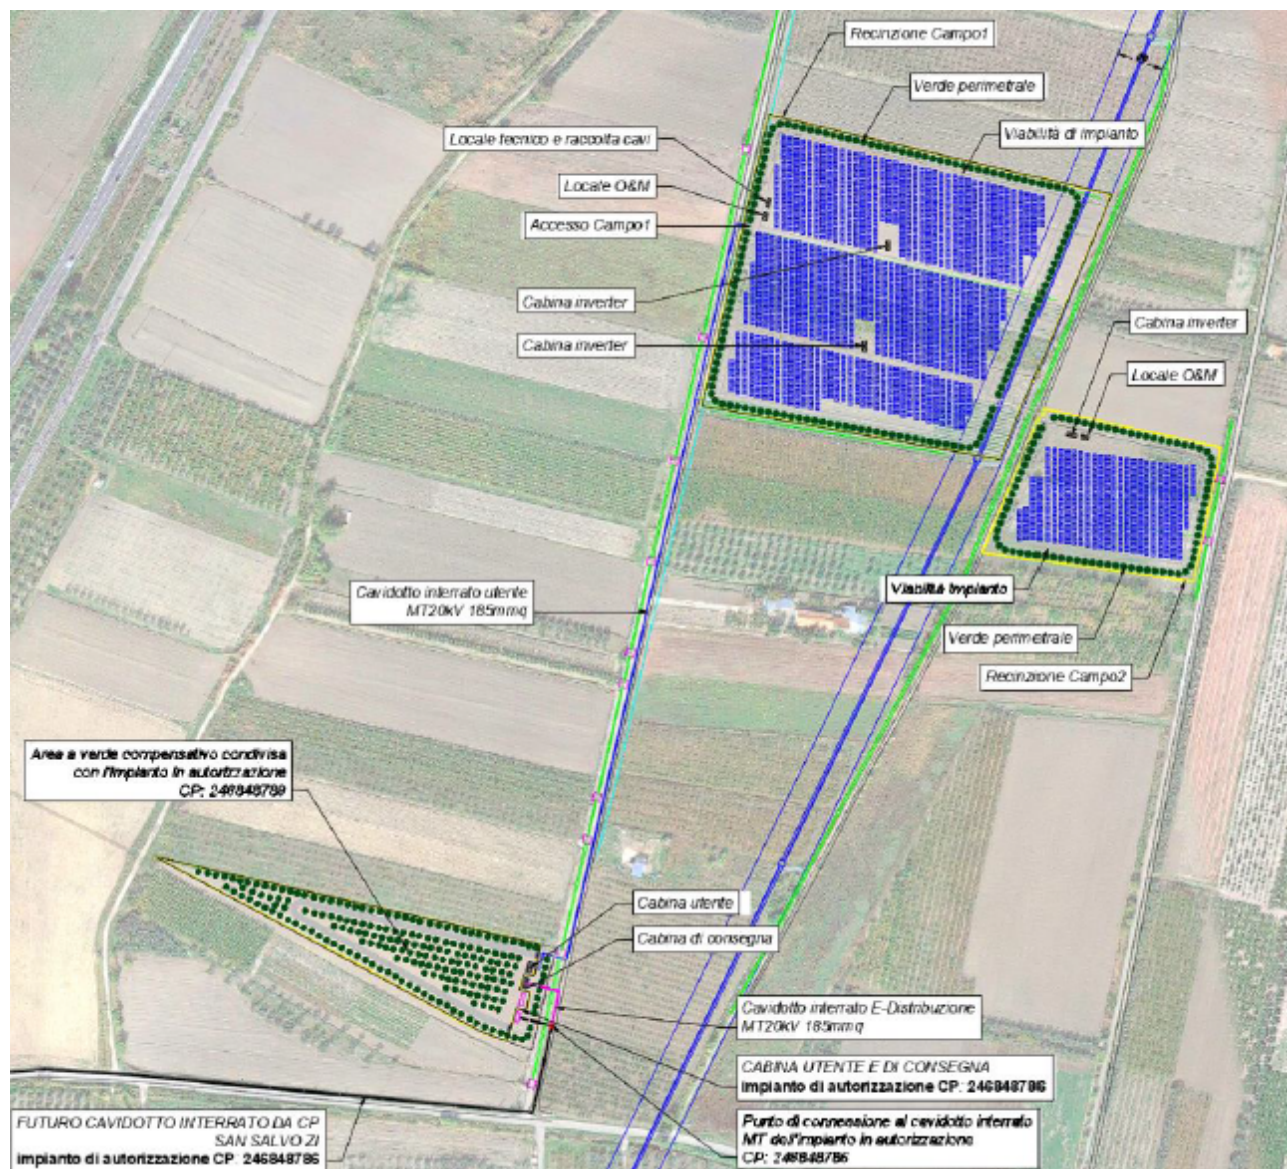 Recinzione Campo1
Verde perimetrale
Viabilità di impianto
Locale tecnico e raccolta cavi
Locale O&M
Accesso Campo1
Cabina inverter
Cabina inverter
Cabina inverter
Locale O&M
Viabilità Impianto
Verde perimetrale
Recinzione Campo2
Cavidotto interrato utente
MT20kV 185mmq
Area a verde compensativo condivisa
con l'impianto in autorizzazione
CP: 246848789
Cabina utente
Cabina di consegna
Cavidotto interrato E-Distribuzione
MT20kV 185mmq
CABINA UTENTE E DI CONSEGNA
impianto di autorizzazione CP: 246848786
Punto di connessione al cavidotto interrato
MT dell'impianto in autorizzazione
CP: 246848786
FUTURO CAVIDOTTO INTERRATO DA CP
SAN SALVO ZI
impianto di autorizzazione CP: 246848786